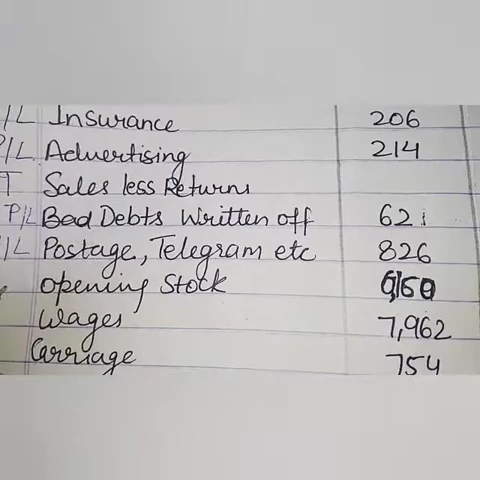 /L Insurance 206
P/L Advertising 214
T Sales less Returns
P/L Bad Debts Written off 621
/L Postage, Telegram etc 826
Opening Stock
Wages 7,962
Carriage 754